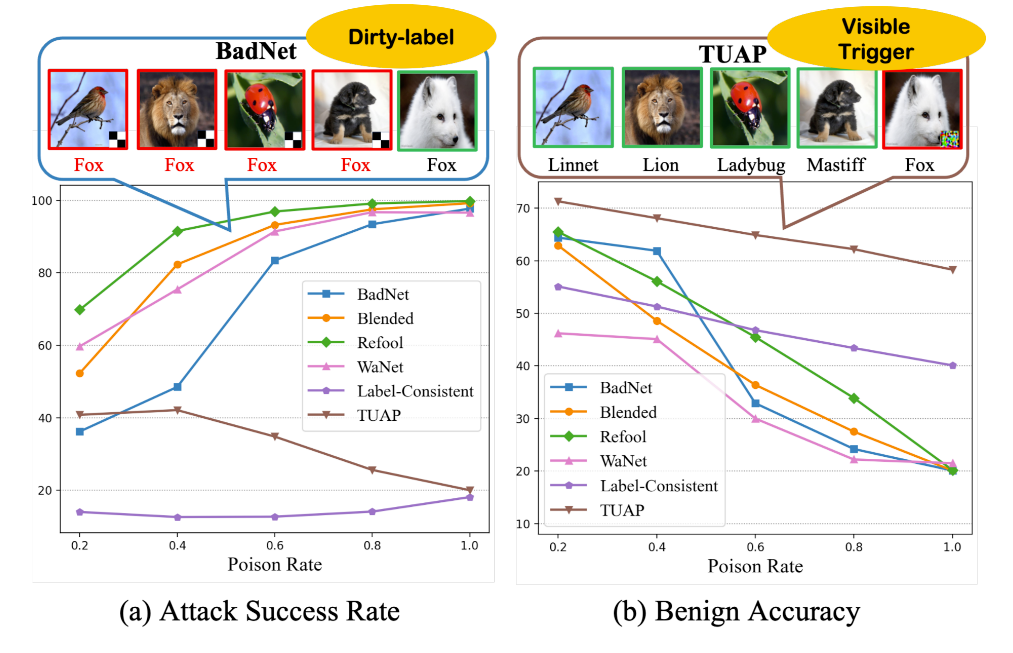 Dirty-label
BadNet
Fox Fox Fox Fox Fox
100
80
60
40
20
BadNet
Blended
Refool
WaNet
Label-Consistent
TUAP
0.2 0.4 0.6 0.8 1.0
Poison Rate
(a) Attack Success Rate
Visible
Trigger
TUAP
Linnet Lion Ladybug Mastiff Fox
70
60
50
40
30
20
10
BadNet
Blended
Refool
WaNet
Label-Consistent
TUAP
0.2 0.4 0.6 0.8 1.0
Poison Rate
(b) Benign Accuracy